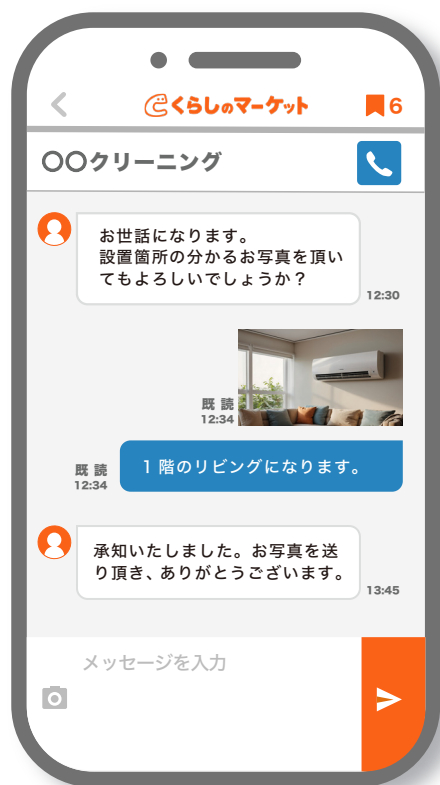 くらしのマーケット
6
〇〇クリーニング
お世話になります。
設置箇所の分かるお写真を頂い
てもよろしいでしょうか？
12:30
既読
12:34
1階のリビングになります。
既読
12:34
承知いたしました。お写真を送
り頂き、ありがとうございます。
13:45
メッセージを入力